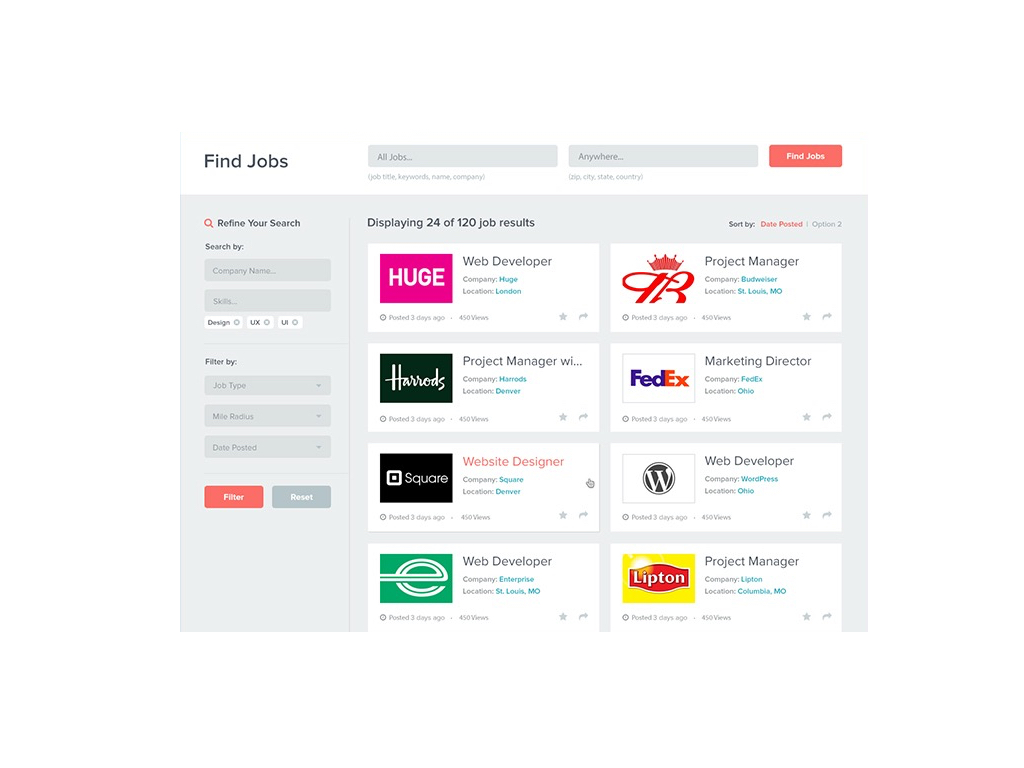 Find Jobs
All Jobs...
Anywhere...
Find Jobs
(job title, keywords, name, company)
(zip, city, state, country)
Refine Your Search
Search by:
Company Name...
Skills...
Design
UX
UI
Filter by:
Job Type
Mile Radius
Date Posted
Filter
Reset
Displaying 24 of 120 job results
Sort by: Date Posted | Option 2
HUGE
Web Developer
Company: Huge
Location: London
Posted 3 days ago • 450 Views
Project Manager
Company: Budweiser
Location: St. Louis, MO
Posted 3 days ago • 450 Views
Harrods
Project Manager wi...
Company: Harrods
Location: Denver
Posted 3 days ago • 450 Views
FedEx
Marketing Director
Company: FedEx
Location: Ohio
Posted 3 days ago • 450 Views
Square
Website Designer
Company: Square
Location: Denver
Posted 3 days ago • 450 Views
W
Web Developer
Company: WordPress
Location: Ohio
Posted 3 days ago • 450 Views
e
Web Developer
Company: Enterprise
Location: St. Louis, MO
Posted 3 days ago • 450 Views
Lipton
Project Manager
Company: Lipton
Location: Columbia, MO
Posted 3 days ago • 450 Views